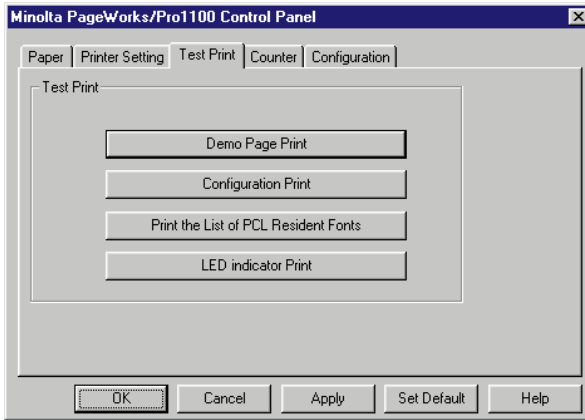 Minolta PageWorks/Pro1100 Control Panel
Paper Printer Setting Test Print Counter Configuration
Test Print
Demo Page Print
Configuration Print
Print the List of PCL Resident Fonts
LED indicator Print
OK Cancel Apply Set Default Help